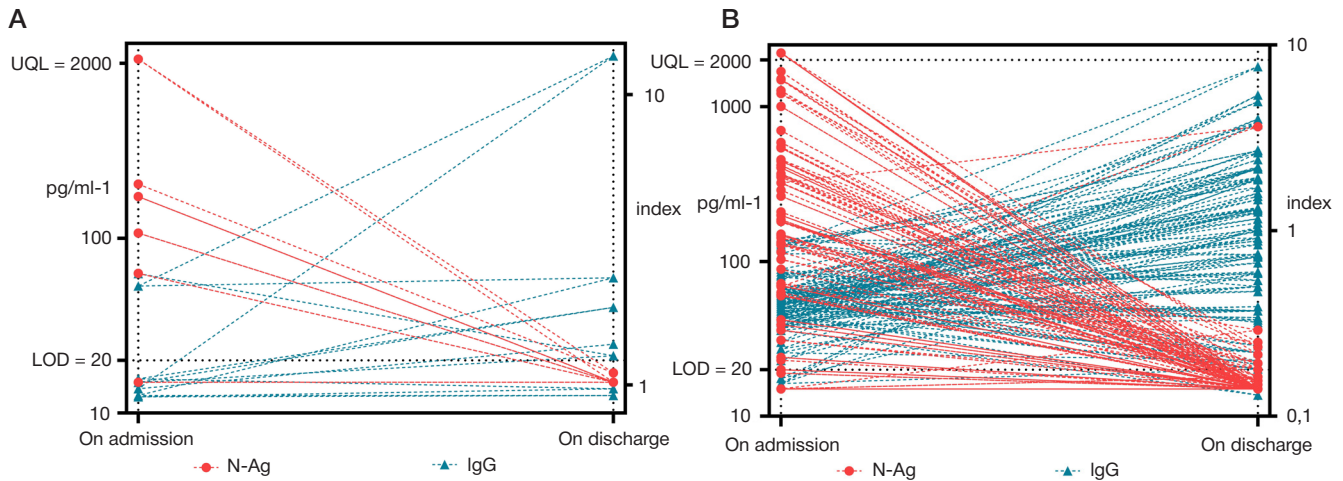 A
UQL = 2000
pg/ml-1
100
LOD = 20
10
10
index
1
On admission
On discharge
N-Ag
IgG
B
UQL = 2000
1000
pg/ml-1
100
LOD = 20
10
10
index
1
0,1
On admission
On discharge
N-Ag
IgG